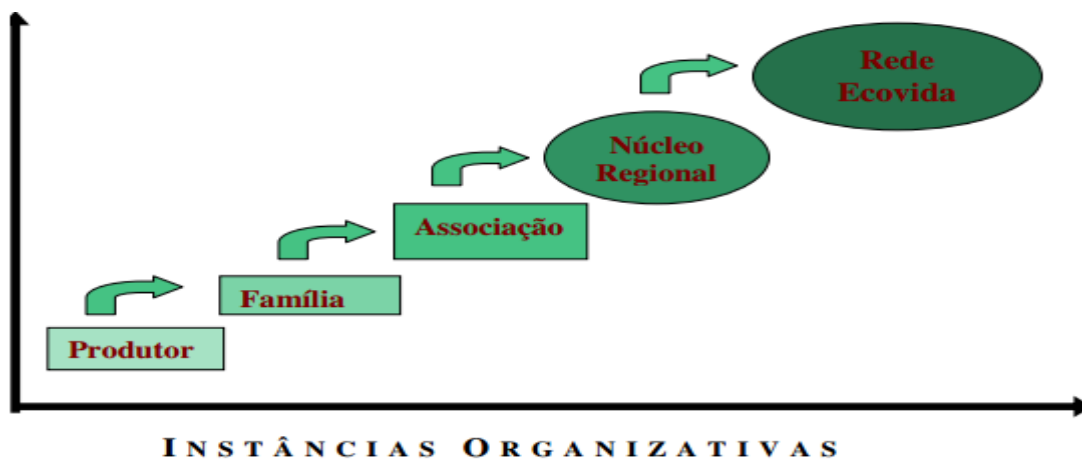 Rede
Ecovida
Núcleo
Regional
Associação
Família
Produtor
INSTÂNCIAS ORGANIZATIVAS